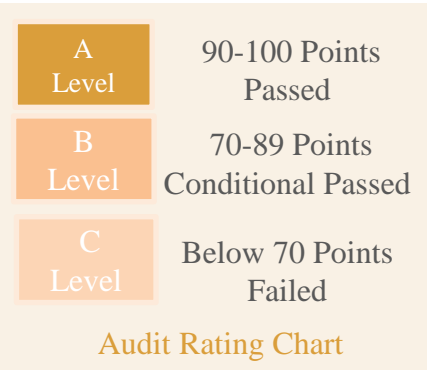 A
Level
90-100 Points
Passed
B
Level
70-89 Points
Conditional Passed
C
Level
Below 70 Points
Failed
Audit Rating Chart